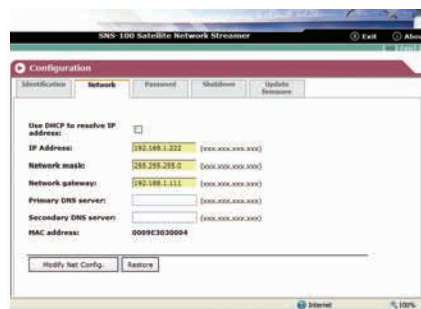 SNS-100 Satellite Network Streamer
Exit
Configuration
Identification Network Password Shutdown Update firmware
Use DHCP to resolve IP address:
IP Address: 192.168.1.222 (xxx.xxx.xxx.xxx)
Network mask: 255.255.255.0 (xxx.xxx.xxx.xxx)
Network gateway: 192.168.1.111 (xxx.xxx.xxx.xxx)
Primary DNS server: (xxx.xxx.xxx.xxx)
Secondary DNS server: (xxx.xxx.xxx.xxx)
MAC address: 0009C3030004
Modify Net Config. Restore
Internet 100%